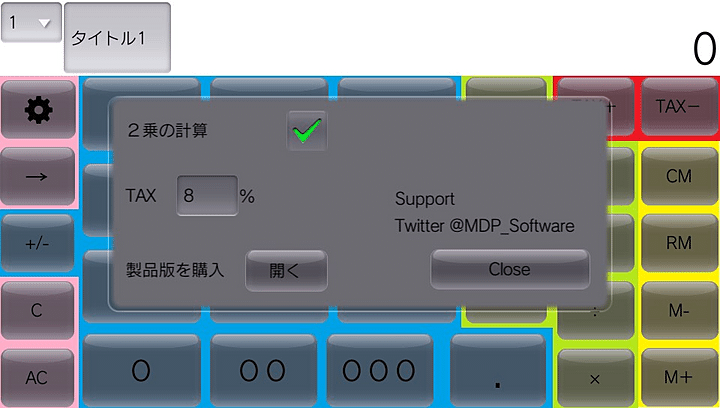 1
タイトル1
0
TAX−
２乗の計算
→
CM
TAX 8 %
Support
Twitter @MDP_Software
+/-
RM
製品版を購入 開く
Close
C
÷
M-
AC
0
00
000
.
×
M+